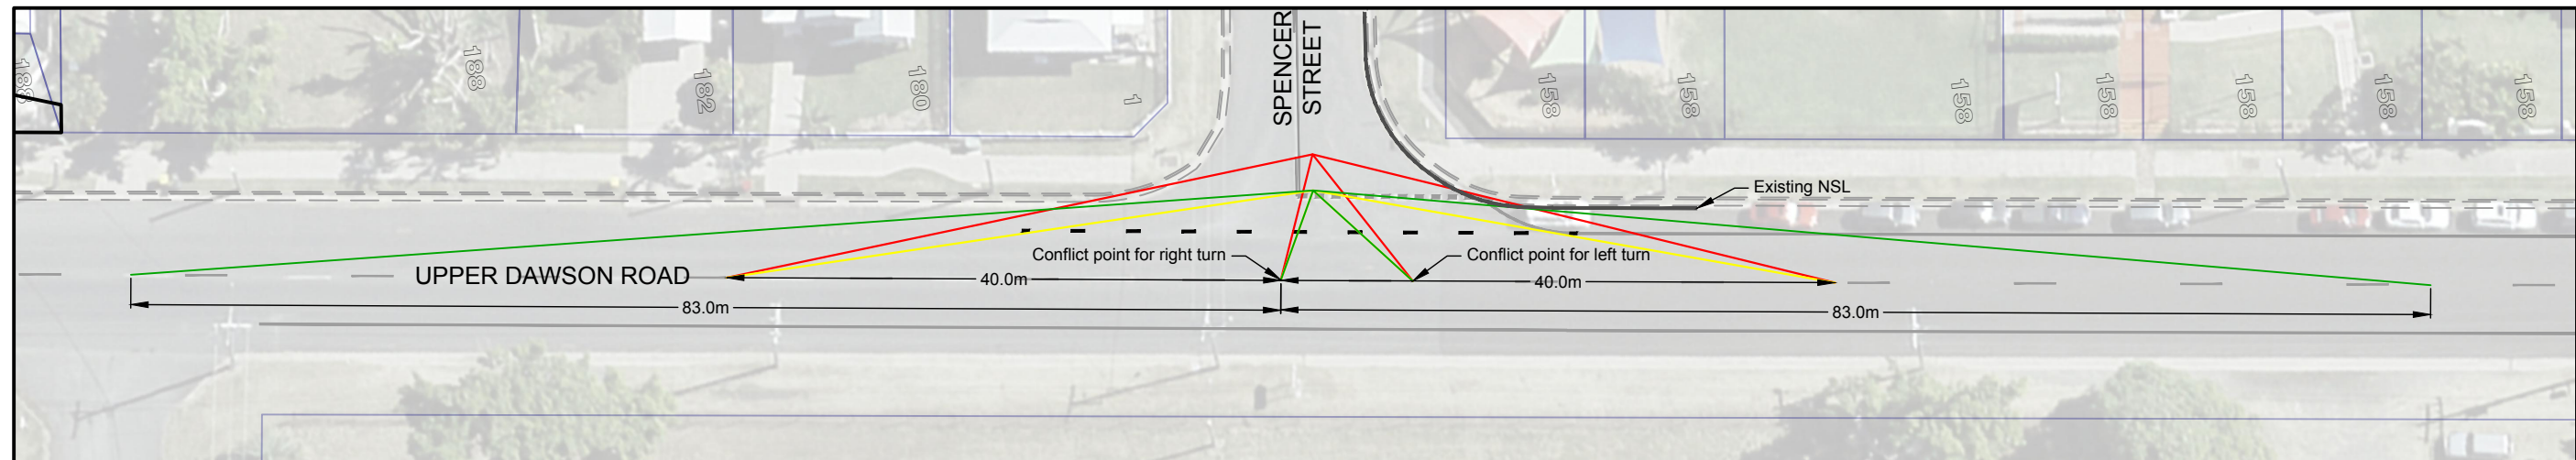 SPENCER
STREET
188
188
182
180
1
158
158
158
158
158
158
158
Existing NSL
Conflict point for right turn
Conflict point for left turn
UPPER DAWSON ROAD
40.0m
40.0m
83.0m
83.0m